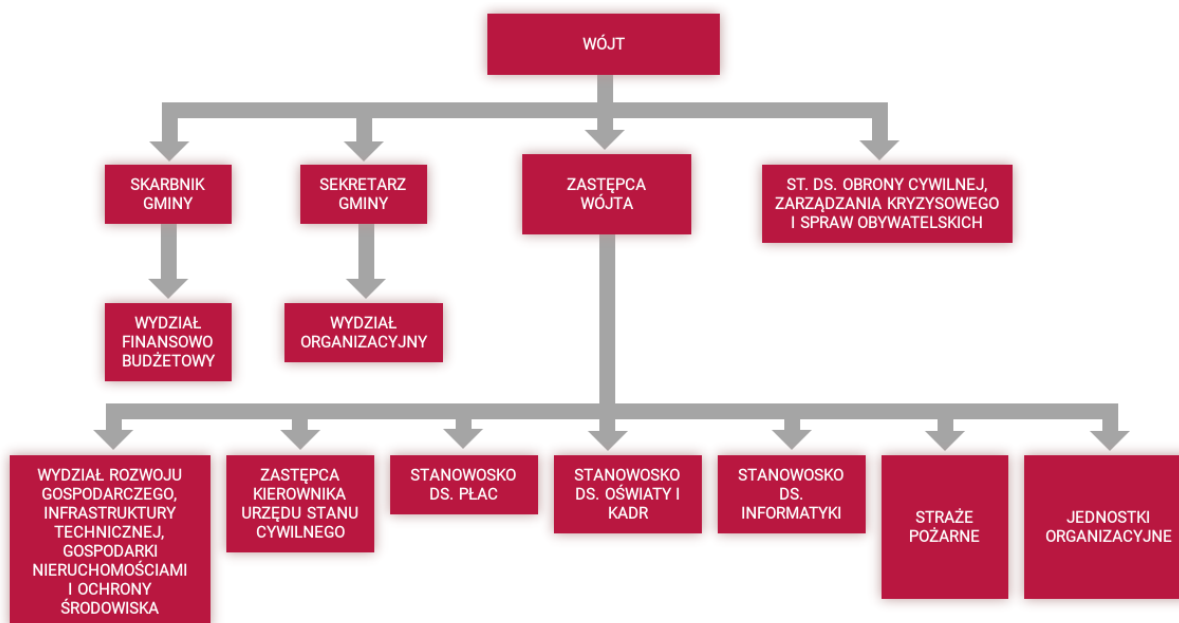 WÓJT
SKARBNIK
GMINY
SEKRETARZ
GMINY
ZASTĘPCA
WÓJTA
ST. DS. OBRONY CYWILNEJ,
ZARZĄDZANIA KRYZYSOWEGO
I SPRAW OBYWATELSKICH
WYDZIAŁ
FINANSOWO
BUDŻETOWY
WYDZIAŁ
ORGANIZACYJNY
WYDZIAŁ ROZWOJU
GOSPODARCZEGO,
INFRASTRUKTURY
TECHNICZNEJ,
GOSPODARKI
NIERUCHOMOŚCIAMI
I OCHRONY
ŚRODOWISKA
ZASTĘPCA
KIEROWNIKA
URZĘDU STANU
CYWILNEGO
STANOWOSKO
DS. PŁAC
STANOWOSKO
DS. OŚWIATY I
KADR
STANOWOSKO
DS.
INFORMATYKI
STRAŻE
POŻARNE
JEDNOSTKI
ORGANIZACYJNE